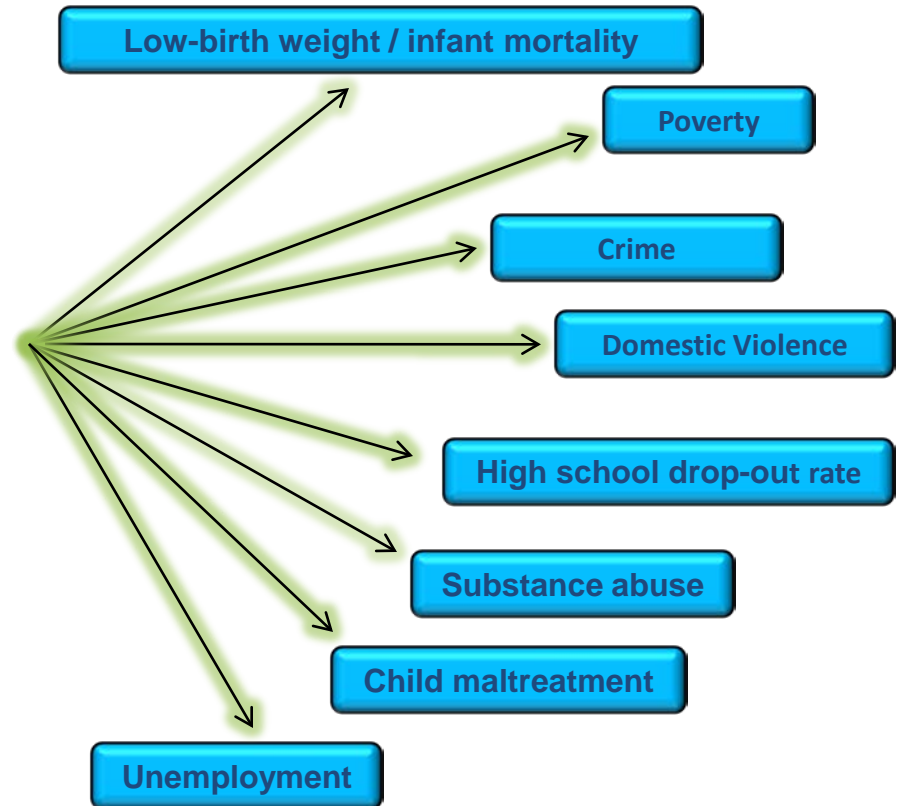 Low-birth weight / infant mortality
Poverty
Crime
Domestic Violence
High school drop-out rate
Substance abuse
Child maltreatment
Unemployment